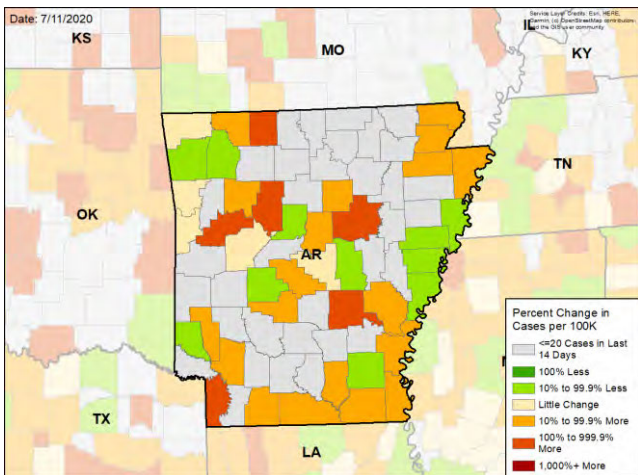 Date: 7/11/2020
Service Layer Credits: Esri, HERE,
Garmin, (c) OpenStreetMap contributors,
and the GIS user community
KS
MO
IL
KY
OK
AR
TN
TX
LA
Percent Change in
Cases per 100K
<=20 Cases in Last
14 Days
100% Less
10% to 99.9% Less
Little Change
10% to 99.9% More
100% to 999.9%
More
1,000%+ More